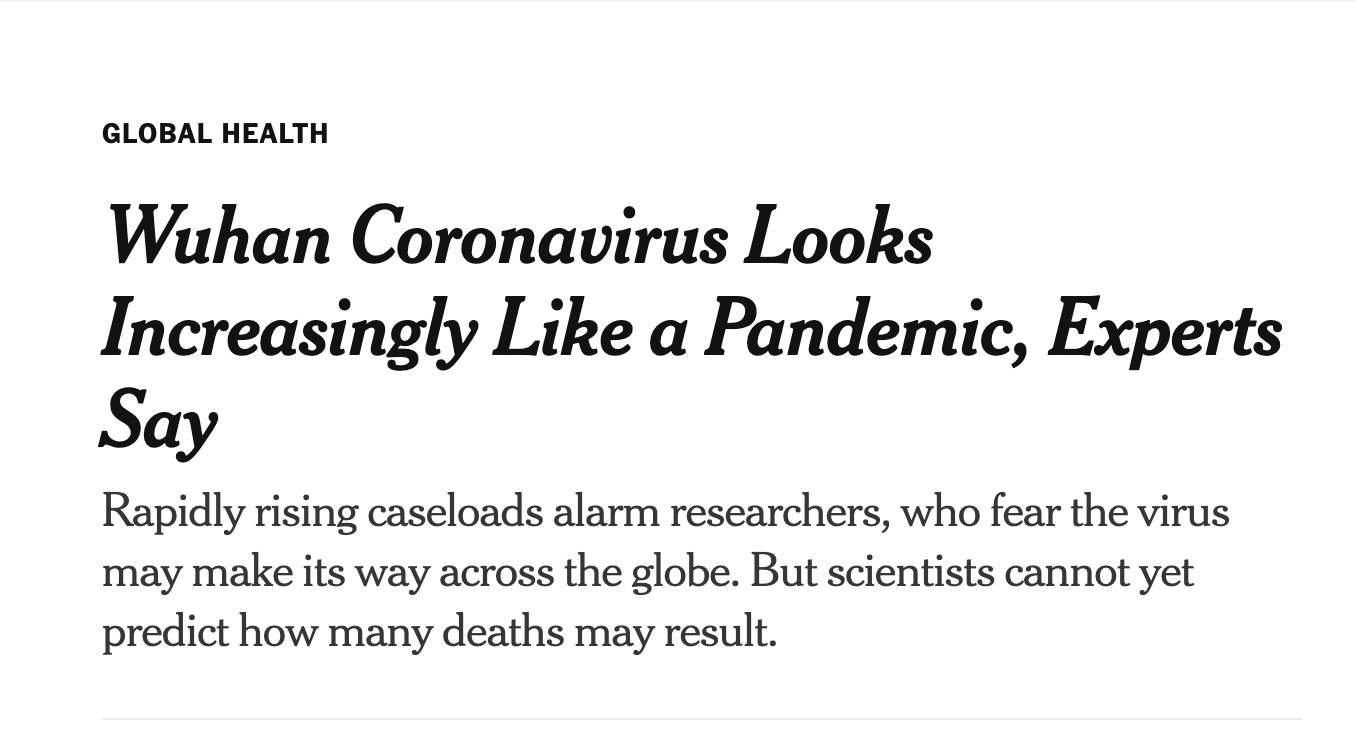 GLOBAL HEALTH
Wuhan Coronavirus Looks
Increasingly Like a Pandemic, Experts
Say
Rapidly rising caseloads alarm researchers, who fear the virus
may make its way across the globe. But scientists cannot yet
predict how many deaths may result.